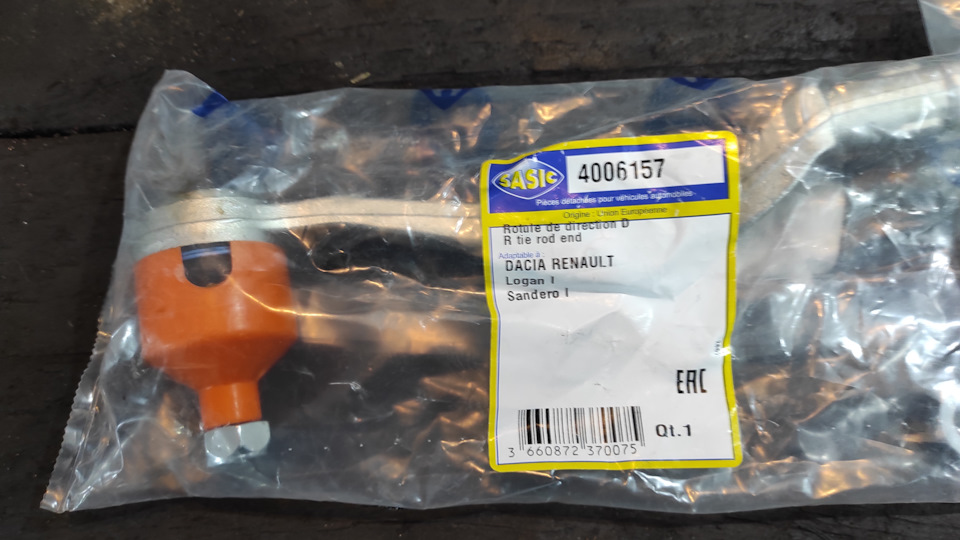 SASIC
4006157
Pièces détachées pour véhicules automobiles
Origine : Union Européenne
Rotule de direction D
R tie rod end
Adaptable à :
DACIA RENAULT
Logan I
Sandero I
EAC
Qt.1
3 660872 370075